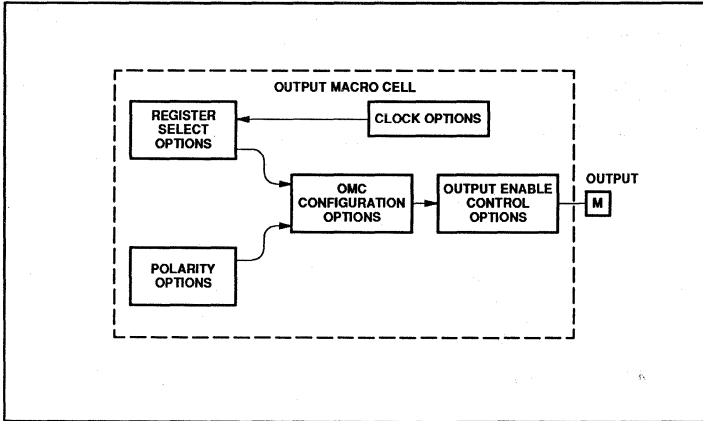 OUTPUT MACRO CELL
REGISTER
SELECT
OPTIONS
CLOCK OPTIONS
OMC
CONFIGURATION
OPTIONS
OUTPUT ENABLE
CONTROL
OPTIONS
OUTPUT
M
POLARITY
OPTIONS